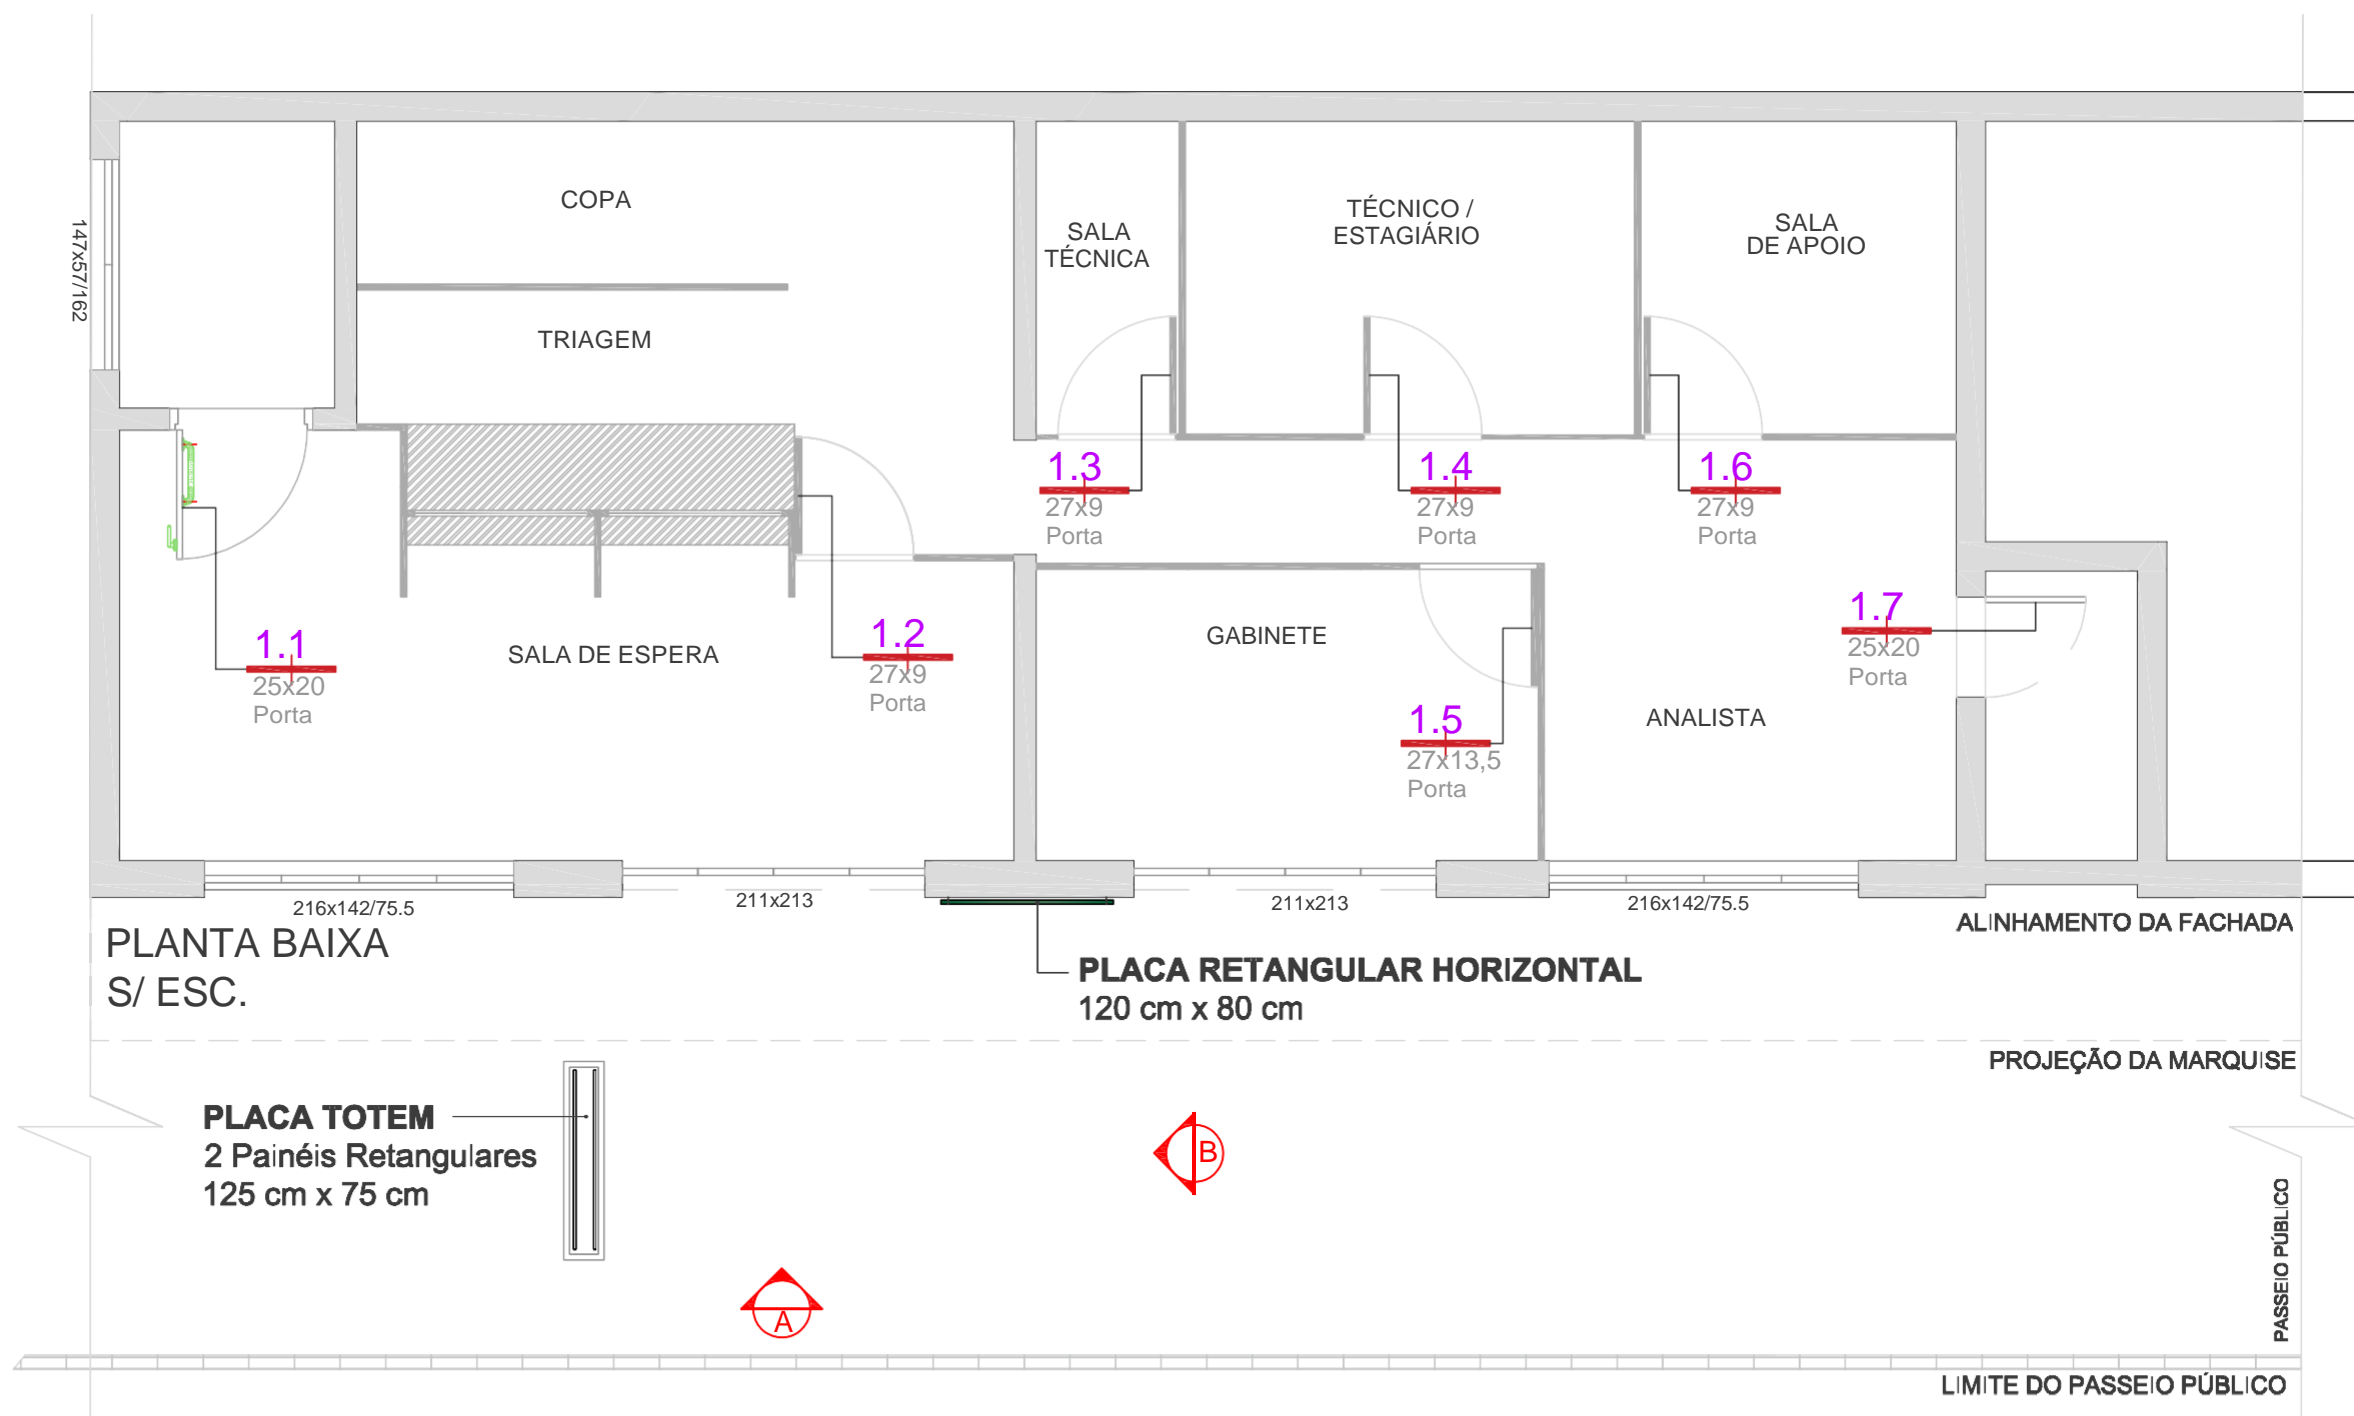 COPA
TRIAGEM
147x57/162
SALA
TÉCNICA
TÉCNICO /
ESTAGIÁRIO
SALA
DE APOIO
1.3
27x9
Porta
1.4
27x9
Porta
1.6
27x9
Porta
1.1
25x20
Porta
SALA DE ESPERA
1.2
27x9
Porta
GABINETE
1.5
27x13,5
Porta
ANALISTA
1.7
25x20
Porta
216x142/75.5
211x213
211x213
216x142/75.5
ALINHAMENTO DA FACHADA
PLANTA BAIXA
S/ ESC.
PLACA RETANGULAR HORIZONTAL
120 cm x 80 cm
PROJEÇÃO DA MARQUISE
PLACA TOTEM
2 Painéis Retangulares
125 cm x 75 cm
B
A
PASSEIO PÚBLICO
LIMITE DO PASSEIO PÚBLICO